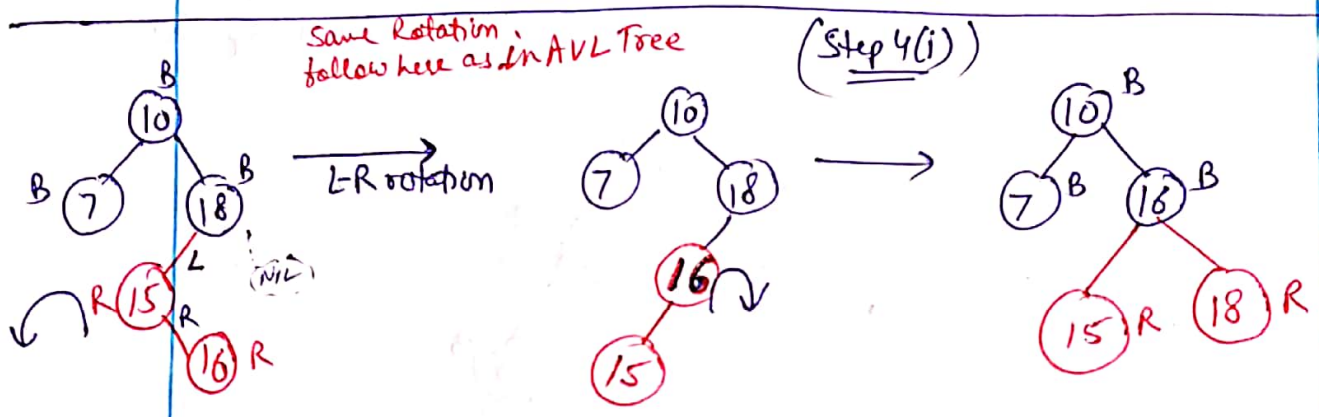 Same Rotation
follow here as in AVL Tree
(Step 4(i))
B
10
B
7
B
18
L
NIL
R
15
R
16
R
L-R rotation
10
7
18
16
15
B
10
7
B
16
B
15
R
18
R